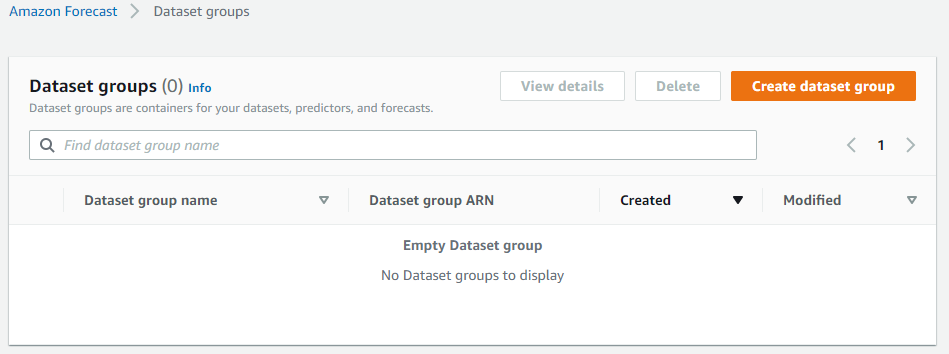 Amazon Forecast > Dataset groups
Dataset groups (0) Info
View details
Delete
Create dataset group
Dataset groups are containers for your datasets, predictors, and forecasts.
Find dataset group name
1
Dataset group name Dataset group ARN Created Modified
Empty Dataset group
No Dataset groups to display